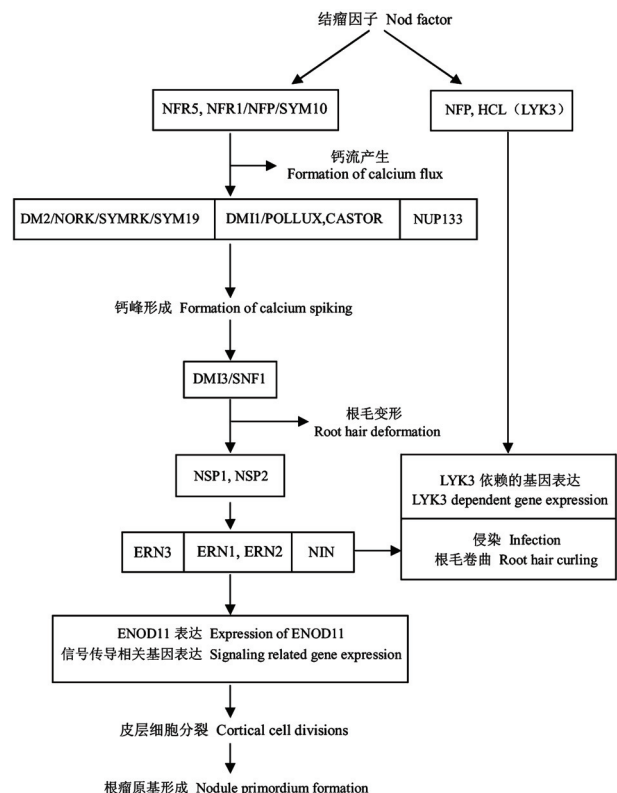 结瘤因子 Nod factor
NFR5, NFR1/NFP/SYM10
NFP, HCL（LYK3）
钙流产生
Formation of calcium flux
DM2/NORK/SYMRK/SYM19
DMI1/POLLUX,CASTOR
NUP133
钙峰形成 Formation of calcium spiking
DMI3/SNF1
根毛变形
Root hair deformation
NSP1, NSP2
LYK3 依赖的基因表达
LYK3 dependent gene expression
侵染 Infection
根毛卷曲 Root hair curling
ERN3
ERN1, ERN2
NIN
ENOD11 表达 Expression of ENOD11
信号传导相关基因表达 Signaling related gene expression
皮层细胞分裂 Cortical cell divisions
根瘤原基形成 Nodule primordium formation